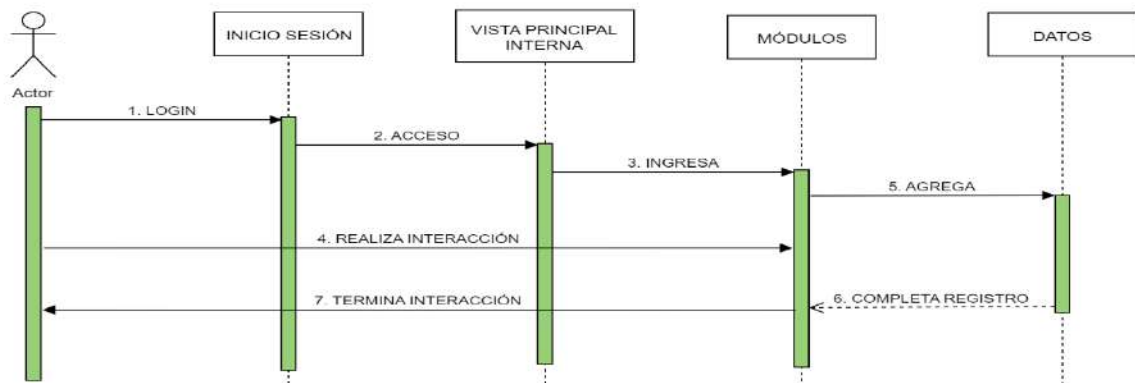 INICIO SESIÓN
VISTA PRINCIPAL
INTERNA
MÓDULOS
DATOS
Actor
1. LOGIN
2. ACCESO
3. INGRESA
5. AGREGA
4. REALIZA INTERACCIÓN
7. TERMINA INTERACCIÓN
6. COMPLETA REGISTRO